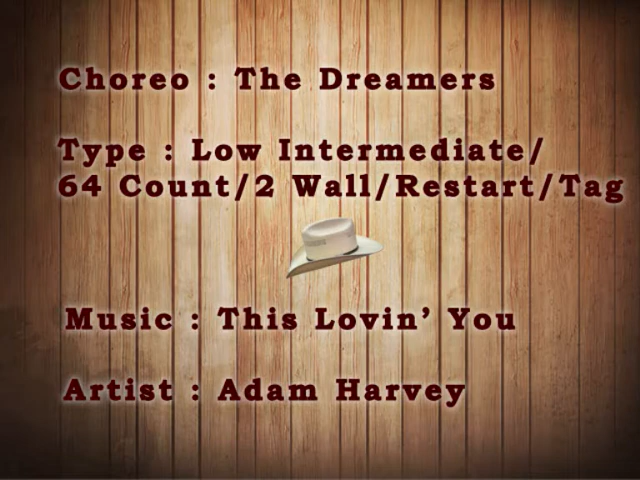 Choreo : The Dreamers
Type : Low Intermediate/
64 Count/2 Wall/Restart/Tag
Music : This Lovin’ You
Artist : Adam Harvey